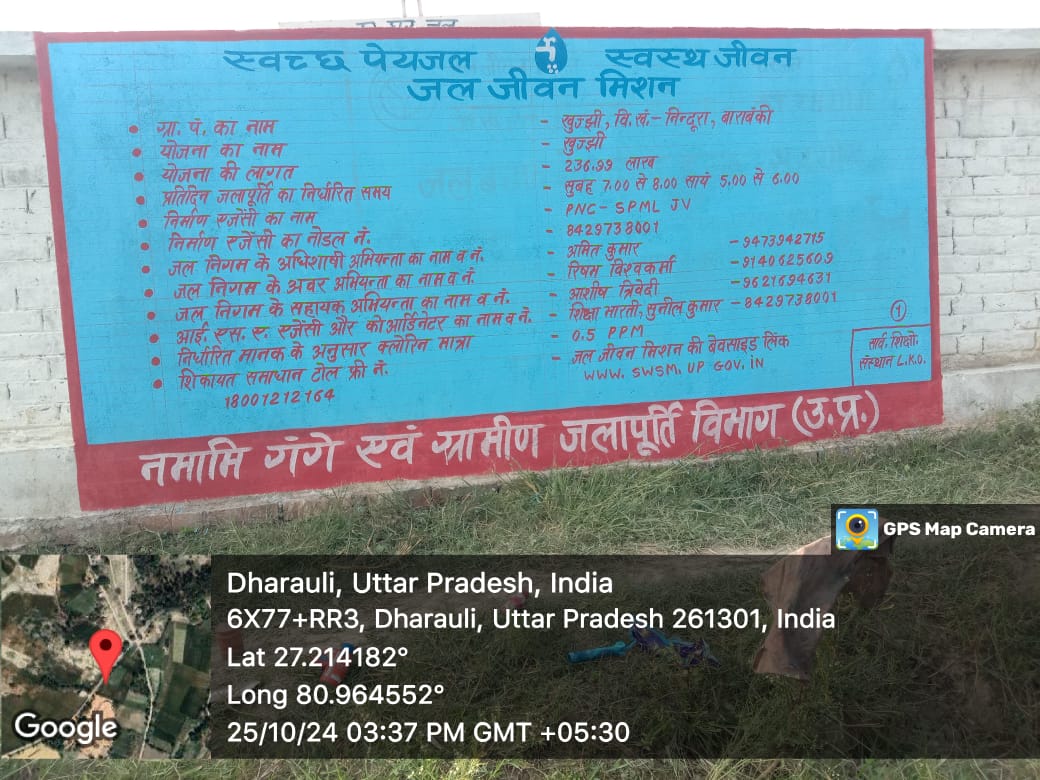 स्वच्छ पेयजल स्वस्थ जीवन
जल जीवन मिशन
• ग्रा. पं. का नाम - खुज्झी, वि.खं.- निन्दूरा, बाराबंकी
• योजना का नाम - खुज्झी
• योजना की लागत - 236.99 लाख
• प्रतिदिन जलापूर्ति का निर्धारित समय - सुबह 7.00 से 8.00 सायं 5.00 से 6.00
• निर्माण एजेंसी का नाम - PNC- SPML JV
• निर्माण एजेंसी का नोडल नं. - 8429738001
• जल निगम के अधिशाषी अभियन्ता का नाम व नं. - अमित कुमार - 9473942715
• जल निगम के अवर अभियन्ता का नाम व नं. - रिषभ विश्वकर्मा - 9140625609
• जल निगम के सहायक अभियन्ता का नाम व नं. - आशीष त्रिवेदी - 9621694631
• आई. एस. ए. एजेंसी और कोआर्डिनेटर का नाम व नं. - शिक्षा भारती, सुनील कुमार - 8429738001
• निर्धारित मानक के अनुसार क्लोरिन मात्रा - 0.5 PPM
• शिकायत समाधान टोल फ्री नं. - जल जीवन मिशन की बेवसाइड लिंक
18001212164 WWW. SWSM. UP GOV. iN
1
सार्व. शिक्षो.
संस्थान L.K.O.
नमामि गंगे एवं ग्रामीण जलापूर्ति विभाग (उ.प्र.)
GPS Map Camera
Dharauli, Uttar Pradesh, India
6X77+RR3, Dharauli, Uttar Pradesh 261301, India
Lat 27.214182°
Long 80.964552°
25/10/24 03:37 PM GMT +05:30
Google